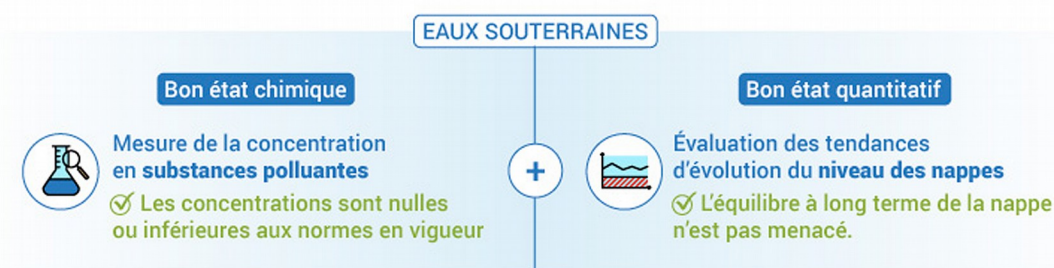 EAUX SOUTERRAINES
Bon état chimique
Mesure de la concentration
en substances polluantes
Les concentrations sont nulles
ou inférieures aux normes en vigueur
+
Bon état quantitatif
Évaluation des tendances
d'évolution du niveau des nappes
L'équilibre à long terme de la nappe
n'est pas menacé.